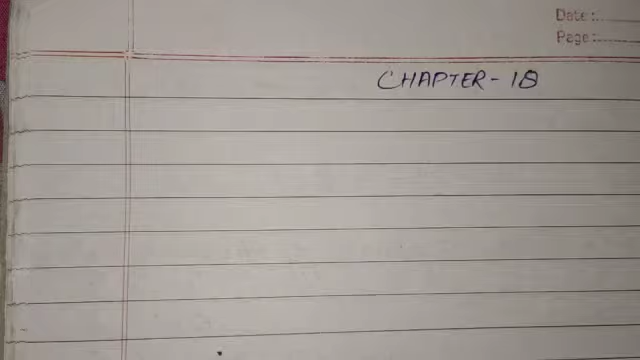 Date :......
Page :......
CHAPTER - 18